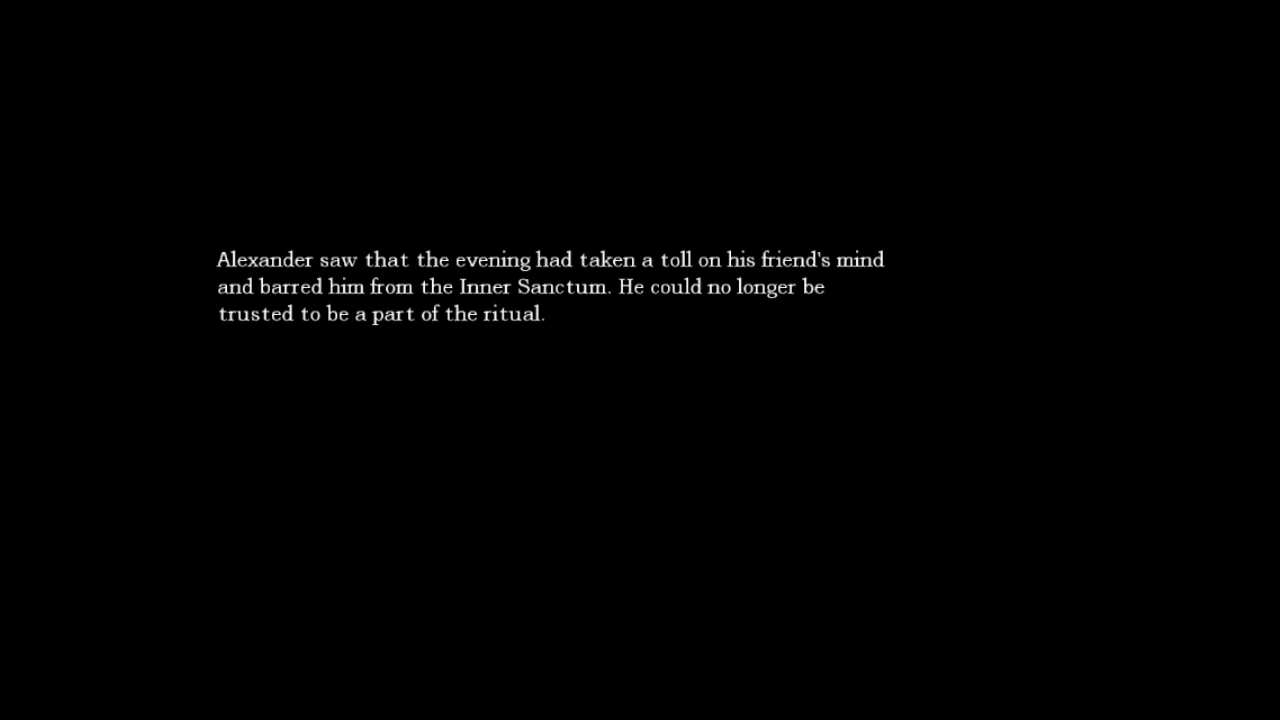 Alexander saw that the evening had taken a toll on his friend's mind
and barred him from the Inner Sanctum. He could no longer be
trusted to be a part of the ritual.